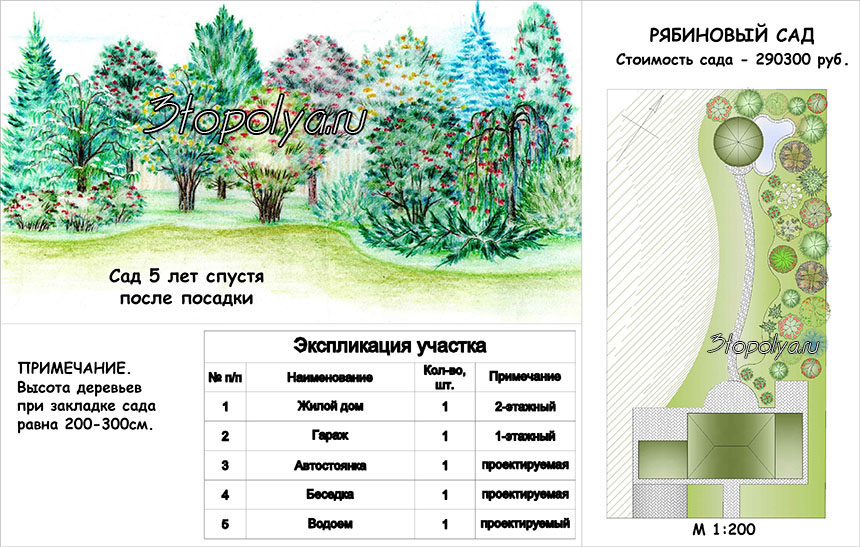 3topolya.ru
Сад 5 лет спустя
после посадки
РЯБИНОВЫЙ САД
Стоимость сада - 290300 руб.
3topolya.ru
М 1:200
ПРИМЕЧАНИЕ.
Высота деревьев
при закладке сада
равна 200-300см.
Экспликация участка
№ п/п Наименование Кол-во, шт. Примечание
1 Жилой дом 1 2-этажный
2 Гараж 1 1-этажный
3 Автостоянка 1 проектируемая
4 Беседка 1 проектируемая
5 Водоем 1 проектируемый